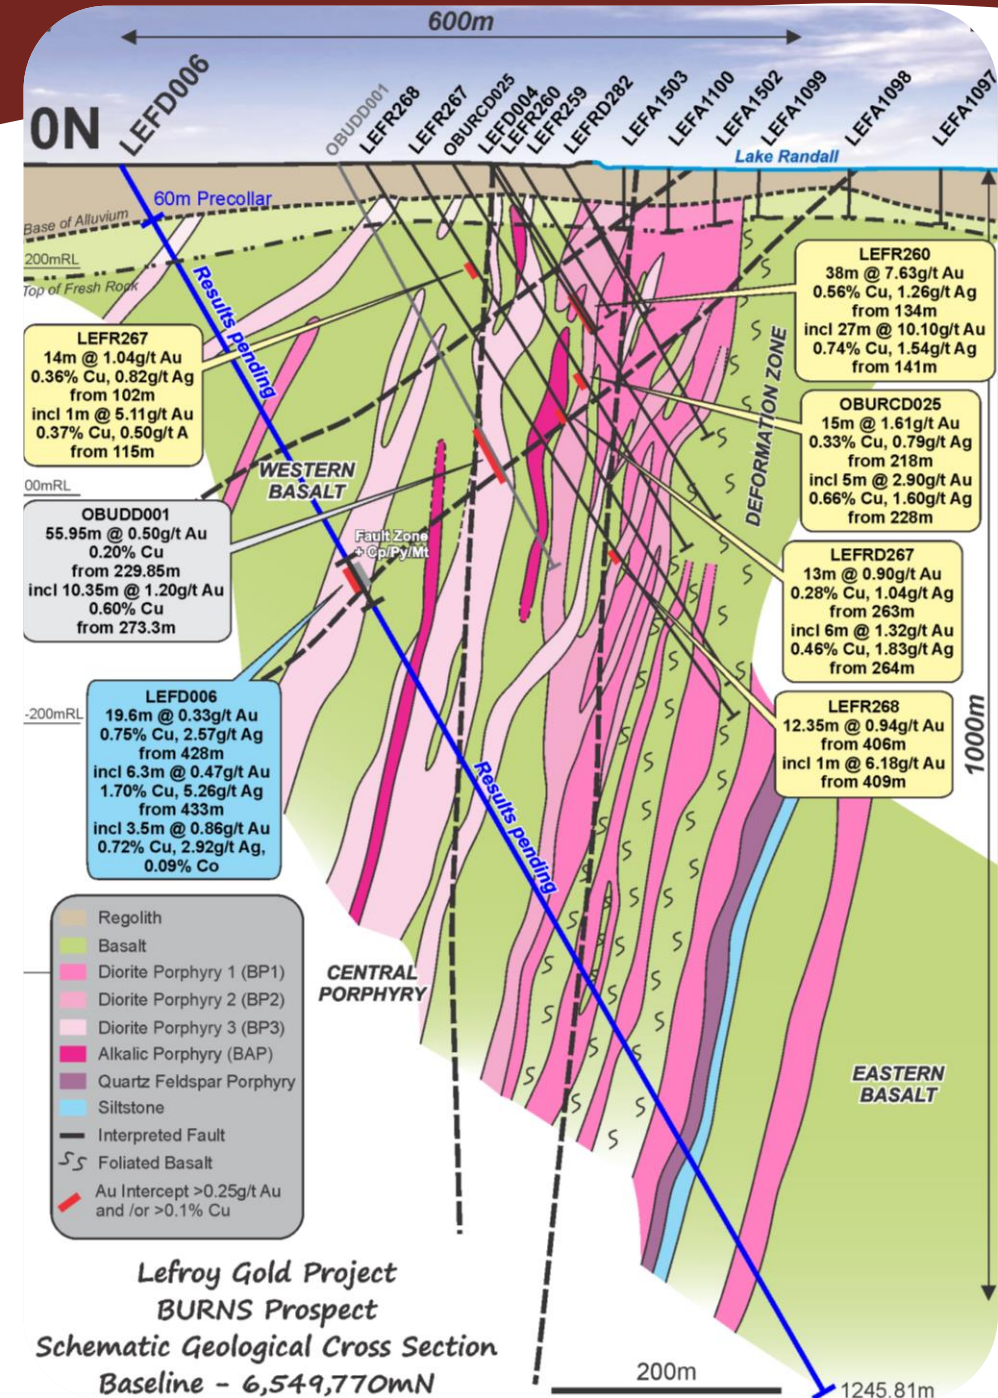 600m
0N
LEFD006
OBUDD001
LEFR268
LEFR267
OBURCD025
LEFD004
LEFR260
LEFR259
LEFRD282
LEFA1503
LEFA1100
LEFA1502
LEFA1099
LEFA1098
LEFA1097
Lake Randall
60m Precollar
Base of Alluvium
200mRL
Top of Fresh Rock
Results pending
LEFR260
38m @ 7.63g/t Au
0.56% Cu, 1.26g/t Ag
from 134m
incl 27m @ 10.10g/t Au
0.74% Cu, 1.54g/t Ag
from 141m
LEFR267
14m @ 1.04g/t Au
0.36% Cu, 0.82g/t Ag
from 102m
incl 1m @ 5.11g/t Au
0.37% Cu, 0.50g/t A
from 115m
DEFORMATION ZONE
OBURCD025
15m @ 1.61g/t Au
0.33% Cu, 0.79g/t Ag
from 218m
incl 5m @ 2.90g/t Au
0.66% Cu, 1.60g/t Ag
from 228m
WESTERN
BASALT
00mRL
OBUDD001
55.95m @ 0.50g/t Au
0.20% Cu
from 229.85m
incl 10.35m @ 1.20g/t Au
0.60% Cu
from 273.3m
Fault Zone
+ Cp/Py/Mt
LEFRD267
13m @ 0.90g/t Au
0.28% Cu, 1.04g/t Ag
from 263m
incl 6m @ 1.32g/t Au
0.46% Cu, 1.83g/t Ag
from 264m
LEFD006
19.6m @ 0.33g/t Au
0.75% Cu, 2.57g/t Ag
from 428m
incl 6.3m @ 0.47g/t Au
1.70% Cu, 5.26g/t Ag
from 433m
incl 3.5m @ 0.86g/t Au
0.72% Cu, 2.92g/t Ag,
0.09% Co
-200mRL
LEFR268
12.35m @ 0.94g/t Au
from 406m
incl 1m @ 6.18g/t Au
from 409m
1000m
Results pending
Regolith
Basalt
Diorite Porphyry 1 (BP1)
Diorite Porphyry 2 (BP2)
Diorite Porphyry 3 (BP3)
Alkalic Porphyry (BAP)
Quartz Feldspar Porphyry
Siltstone
Interpreted Fault
Foliated Basalt
Au Intercept >0.25g/t Au
and /or >0.1% Cu
CENTRAL
PORPHYRY
EASTERN
BASALT
Lefroy Gold Project
BURNS Prospect
Schematic Geological Cross Section
Baseline - 6,549,770mN
200m
1245.81m